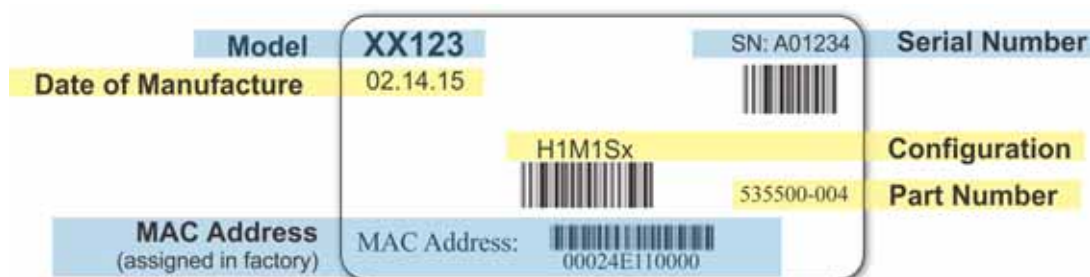 Model XX123 SN: A01234 Serial Number
Date of Manufacture 02.14.15
H1M1Sx Configuration
535500-004 Part Number
MAC Address MAC Address:
(assigned in factory) 00024E110000